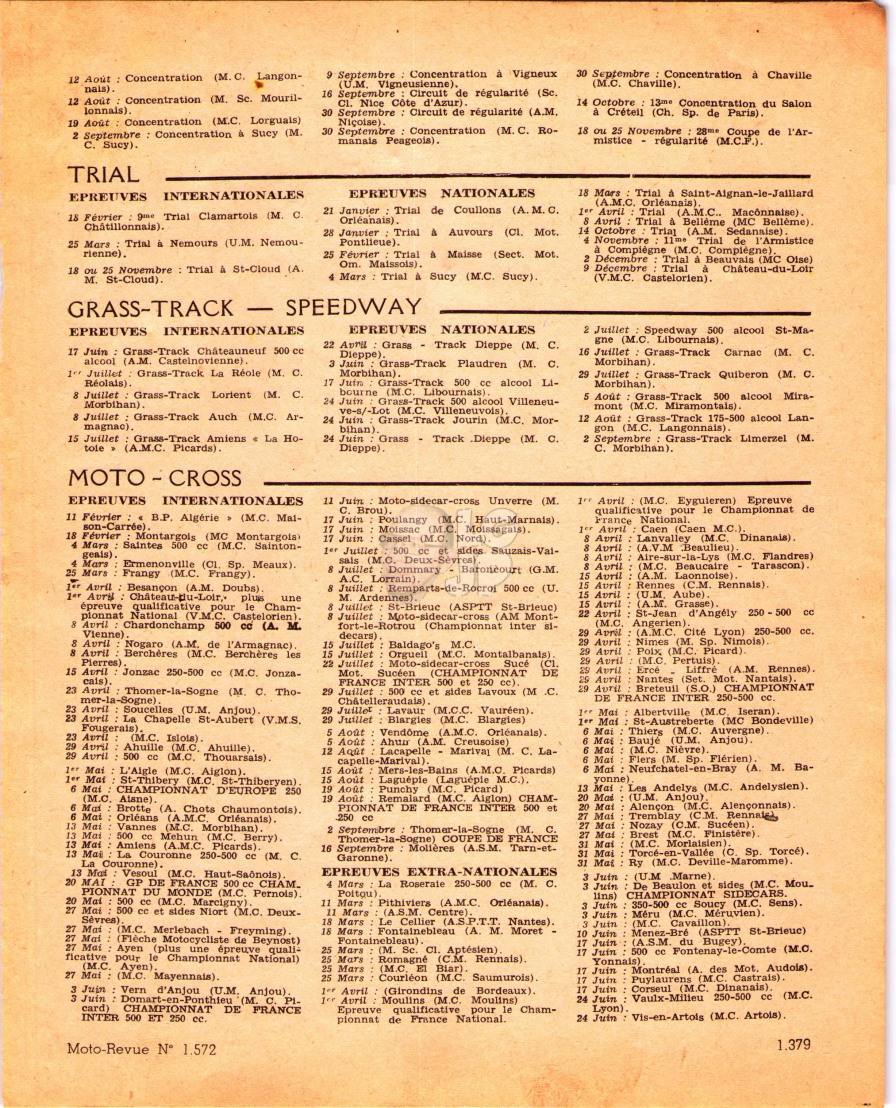 12 Août : Concentration (M.C. Langon-
nais).
12 Août : Concentration (M. Sc. Mouril-
lonnais).
19 Août : Concentration (M.C. Lorguais)
2 Septembre : Concentration à Sucy (M.
C. Sucy).
9 Septembre : Concentration à Vigneux
(U.M. Vigneusienne).
16 Septembre : Circuit de régularité (Sc.
Cl. Nice Côte d'Azur).
30 Septembre : Circuit de régularité (A.M.
Niçoise).
30 Septembre : Concentration (M.C. Ro-
manais Peageois).
30 Septembre : Concentration à Chaville
(M.C. Chaville).
14 Octobre : 13me Concentration du Salon
à Créteil (Ch. Sp. de Paris).
18 ou 25 Novembre : 28me Coupe de l'Ar-
mistice - régularité (M.C.F.).
TRIAL
EPREUVES INTERNATIONALES
18 Février : 9me Trial Clamartois (M. C.
Châtillonnais).
25 Mars : Trial à Nemours (U.M. Nemou-
rienne).
18 ou 25 Novembre : Trial à St-Cloud (A.
M. St-Cloud).
EPREUVES NATIONALES
21 Janvier : Trial de Coullons (A.M.C.
Orléanais).
28 Janvier : Trial à Auvours (Cl. Mot.
Pontlieue).
25 Février : Trial à Maisse (Sect. Mot.
Om. Maissois).
4 Mars : Trial à Sucy (M.C. Sucy).
18 Mars : Trial à Saint-Aignan-le-Jaillard
(A.M.C. Orléanais).
1er Avril : Trial (A.M.C.. Macônnaise).
8 Avril : Trial à Bellême (MC Bellême).
14 Octobre : Trial (A.M. Sedanaise).
4 Novembre : 11me Trial de l'Armistice
à Compiègne (M.C. Compiègne).
2 Décembre : Trial à Beauvais (MC Oise)
9 Décembre : Trial à Château-du-Loir
(V.M.C. Castelorien).
GRASS-TRACK — SPEEDWAY
EPREUVES INTERNATIONALES
17 Juin : Grass-Track Châteauneuf 500 cc
alcool (A.M. Castelnovienne).
1er Juillet : Grass-Track La Réole (M. C.
Réolais).
8 Juillet : Grass-Track Lorient (M. C.
Morbihan).
8 Juillet : Grass-Track Auch (M.C. Ar-
magnac).
15 Juillet : Grass-Track Amiens « La Ho-
toie » (A.M.C. Picards).
EPREUVES NATIONALES
22 Avril : Grass - Track Dieppe (M. C.
Dieppe).
3 Juin : Grass-Track Plaudren (M. C.
Morbihan).
17 Juin : Grass-Track 500 cc alcool Li-
bourne (M.C. Libournais).
24 Juin : Grass-Track 500 alcool Villeneu-
ve-s/-Lot (M.C. Villeneuvois).
24 Juin : Grass-Track Jourin (M.C. Mor-
bihan).
24 Juin : Grass - Track Dieppe (M. C.
Dieppe).
2 Juillet : Speedway 500 alcool St-Ma-
gne (M.C. Libournais).
16 Juillet : Grass-Track Carnac (M. C.
Morbihan).
29 Juillet : Grass-Track Quiberon (M. C.
Morbihan).
5 Août : Grass-Track 500 alcool Mira-
mont (M.C. Miramontais).
12 Août : Grass-Track 175-500 alcool Lan-
gon (M.C. Langonnais).
2 Septembre : Grass-Track Limerzel (M.
C. Morbihan).
MOTO - CROSS
EPREUVES INTERNATIONALES
11 Février : « B.P. Algérie » (M.C. Mai-
son-Carrée).
18 Février : Montargois (MC Montargois)
4 Mars : Saintes 500 cc (M.C. Sainton-
geais).
4 Mars : Ermenonville (Cl. Sp. Meaux).
25 Mars : Frangy (M.C. Frangy).
1er Avril : Besançon (A.M. Doubs).
1er Avril : Château-du-Loir, plus une
épreuve qualificative pour le Cham-
pionnat National (V.M.C. Castelorien).
8 Avril : Chardonchamp 500 cc (A. M.
Vienne).
8 Avril : Nogaro (A.M. de l'Armagnac).
8 Avril : Berchères (M.C. Berchères les
Pierres).
15 Avril : Jonzac 250-500 cc (M.C. Jonza-
cais).
23 Avril : Thomer-la-Sogne (M. C. Tho-
mer-la-Sogne).
23 Avril : Soucelles (U.M. Anjou).
23 Avril : La Chapelle St-Aubert (V.M.S.
Fougerais).
23 Avril : (M.C. Islois).
29 Avril : Ahuille (M.C. Ahuille).
29 Avril : 500 cc (M.C. Thouarsais).
1er Mai : L'Aigle (M.C. Aiglon).
1er Mai : St-Thibery (M.C. St-Thiberyen).
6 Mai : CHAMPIONNAT D'EUROPE 250
(M.C. Aisne).
6 Mai : Brotte (A. Chots Chaumontois).
6 Mai : Orléans (A.M.C. Orléanais).
13 Mai : Vannes (M.C. Morbihan).
13 Mai : 500 cc Mehun (M.C. Berry).
13 Mai : Amiens (A.M.C. Picards).
13 Mai : La Couronne 250-500 cc (M. C.
La Couronne).
13 Mai : Vesoul (M.C. Haut-Saônois).
20 MAI : GP DE FRANCE 500 cc CHAM-
PIONNAT DU MONDE (M.C. Pernois).
20 Mai : 500 cc (M.C. Marcigny).
27 Mai : 500 cc et sides Niort (M.C. Deux-
Sèvres).
27 Mai : (M.C. Merlebach - Freyming).
27 Mai : (Flèche Motocycliste de Beynost)
27 Mai : Ayen (plus une épreuve quali-
ficative pour le Championnat National)
(M.C. Ayen).
27 Mai : (M.C. Mayennais).
3 Juin : Vern d'Anjou (U.M. Anjou).
3 Juin : Domart-en-Ponthieu (M. C. Pi-
card) CHAMPIONNAT DE FRANCE
INTER 500 ET 250 cc.
11 Juin : Moto-sidecar-cross Unverre (M.
C. Brou).
17 Juin : Poulangy (M.C. Haut-Marnais).
17 Juin : Moissac (M.C. Moissagais).
17 Juin : Cassel (M.C. Nord).
1er Juillet : 500 cc et sides Sauzais-Vai-
sais (M.C. Deux-Sèvres).
8 Juillet : Dommary - Baroncourt (G.M.
A.C. Lorrain).
8 Juillet : Remparts-de-Rocroi 500 cc (U.
M. Ardennes).
8 Juillet : St-Brieuc (ASPTT St-Brieuc)
8 Juillet : Moto-sidecar-cross (AM Mont-
fort-le-Rotrou (Championnat inter si-
decars).
15 Juillet : Baldago's M.C.
15 Juillet : Orgueil (M.C. Montalbanais).
22 Juillet : Moto-sidecar-cross Sucé (Cl.
Mot. Sucéen (CHAMPIONNAT DE
FRANCE INTER 500 et 250 cc).
29 Juillet : 500 cc et sides Lavoux (M .C.
Châtelleraudais).
29 Juillet : Lavaur (M.C.C. Vauréen).
29 Juillet : Blargies (M.C. Blargies)
5 Août : Vendôme (A.M.C. Orléanais).
5 Août : Ahun (A.M. Creusoise)
12 Août : Lacapelle - Marival (M. C. La-
capelle-Marival).
15 Août : Mers-les-Bains (A.M.C. Picards)
15 Août : Laguépie (Laguépie M.C.).
19 Août : Punchy (M.C. Picard)
19 Août : Remalard (M.C. Aiglon) CHAM-
PIONNAT DE FRANCE INTER 500 et
250 cc
2 Septembre : Thomer-la-Sogne (M. C.
Thomer-la-Sogne) COUPE DE FRANCE
16 Septembre : Molières (A.S.M. Tarn-et-
Garonne).
EPREUVES EXTRA-NATIONALES
4 Mars : La Roseraie 250-500 cc (M. C.
Poitou).
11 Mars : Pithiviers (A.M.C. Orléanais).
11 Mars : (A.S.M. Centre).
18 Mars : Le Cellier (A.S.P.T.T. Nantes).
18 Mars : Fontainebleau (A. M. Moret -
Fontainebleau).
25 Mars : (M. Sc. Cl. Aptésien).
25 Mars : Romagné (C.M. Rennais).
25 Mars : (M.C. El Biar).
25 Mars : Courléon (M.C. Saumurois).
1er Avril : (Girondins de Bordeaux).
1er Avril : Moulins (M.C. Moulins)
Epreuve qualificative pour le Cham-
pionnat de France National.
1er Avril : (M.C. Eyguieren) Epreuve
qualificative pour le Championnat de
France National.
1er Avril : Caen (Caen M.C.).
8 Avril : Lanvalley (M.C. Dinanais).
8 Avril : (A.V.M .Beaulieu).
8 Avril : Aire-sur-la-Lys (M.C. Flandres)
8 Avril : (M.C. Beaucaire - Tarascon).
15 Avril : (A.M. Laonnoise).
15 Avril : Rennes (C.M. Rennais).
15 Avril : (U.M. Aube).
15 Avril : (A.M. Grasse).
22 Avril : St-Jean d'Angély 250 - 500 cc
(M.C. Angerien).
29 Avril : (A.M.C. Cité Lyon) 250-500 cc.
29 Avril : Nîmes (M. Sp. Nimois).
29 Avril : Poix (M.C. Picard).
29 Avril : (M.C. Pertuis).
29 Avril : Ercé - Liffré (A.M. Rennes).
29 Avril : Nantes (Set. Mot. Nantais).
29 Avril : Breteuil (S.O.) CHAMPIONNAT
DE FRANCE INTER 250-500 cc.
1er Mai : Albertville (M.C. Iseran).
1er Mai : St-Austreberte (MC Bondeville)
6 Mai : Thiers (M.C. Auvergne).
6 Mai : Baujé (U.M. Anjou).
6 Mai : (M.C. Nièvre).
6 Mai : Flers (M. Sp. Flérien).
6 Mai : Neufchatel-en-Bray (A. M. Ba-
yonne).
13 Mai : Les Andelys (M.C. Andelysien).
20 Mai : (U.M. Anjou).
20 Mai : Alençon (M.C. Alençonnais).
27 Mai : Tremblay (C.M. Rennais).
27 Mai : Nozay (C.M. Sucéen).
27 Mai : Brest (M.C. Finistère).
31 Mai : (M.C. Morlaisien).
31 Mai : Torcé-en-Vallée (C. Sp. Torcé).
31 Mai : Ry (M.C. Deville-Maromme).
3 Juin : (U.M .Marne).
3 Juin : De Beaulon et sides (M.C. Mou-
lins) CHAMPIONNAT SIDECARS.
3 Juin : 350-500 cc Soucy (M.C. Sens).
3 Juin : Méru (M.C. Méruvien).
3 Juin : (M.C. Cavaillon).
10 Juin : Menez-Bré (ASPTT St-Brieuc)
17 Juin : (A.S.M. du Bugey).
17 Juin : 500 cc Fontenay-le-Comte (M.C.
Yonnais).
17 Juin : Montréal (A. des Mot. Audois).
17 Juin : Puylaurens (M.C. Castrais).
17 Juin : Corseul (M.C. Dinanais).
24 Juin : Vaulx-Milieu 250-500 cc (M.C.
Lyon).
24 Juin : Vis-en-Artois (M.C. Artois).
Moto-Revue N° 1.572
1.379